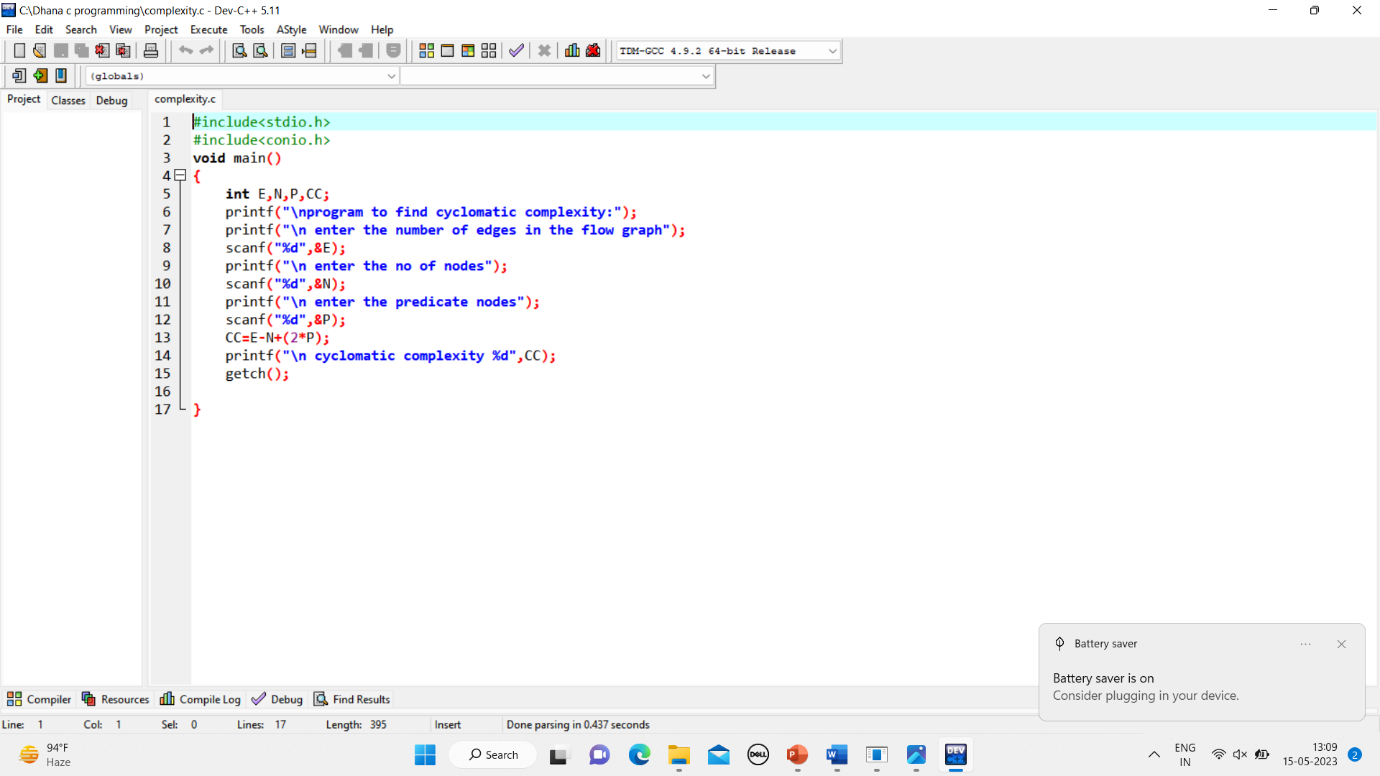 C:\Dhana c programming\complexity.c - Dev-C++ 5.11
File Edit Search View Project Execute Tools AStyle Window Help
TDM-GCC 4.9.2 64-bit Release
(globals)
Project Classes Debug complexity.c
1 #include<stdio.h>
2 #include<conio.h>
3 void main()
4 {
5 int E,N,P,CC;
6 printf("\nprogram to find cyclomatic complexity:");
7 printf("\n enter the number of edges in the flow graph");
8 scanf("%d",&E);
9 printf("\n enter the no of nodes");
10 scanf("%d",&N);
11 printf("\n enter the predicate nodes");
12 scanf("%d",&P);
13 CC=E-N+(2*P);
14 printf("\n cyclomatic complexity %d",CC);
15 getch();
16
17 }
Battery saver
Battery saver is on
Consider plugging in your device.
Compiler Resources Compile Log Debug Find Results
Line: 1 Col: 1 Sel: 0 Lines: 17 Length: 395 Insert Done parsing in 0.437 seconds
94°F
Haze
Search
DELL
P
W
DEV
ENG
IN
13:09
15-05-2023
2